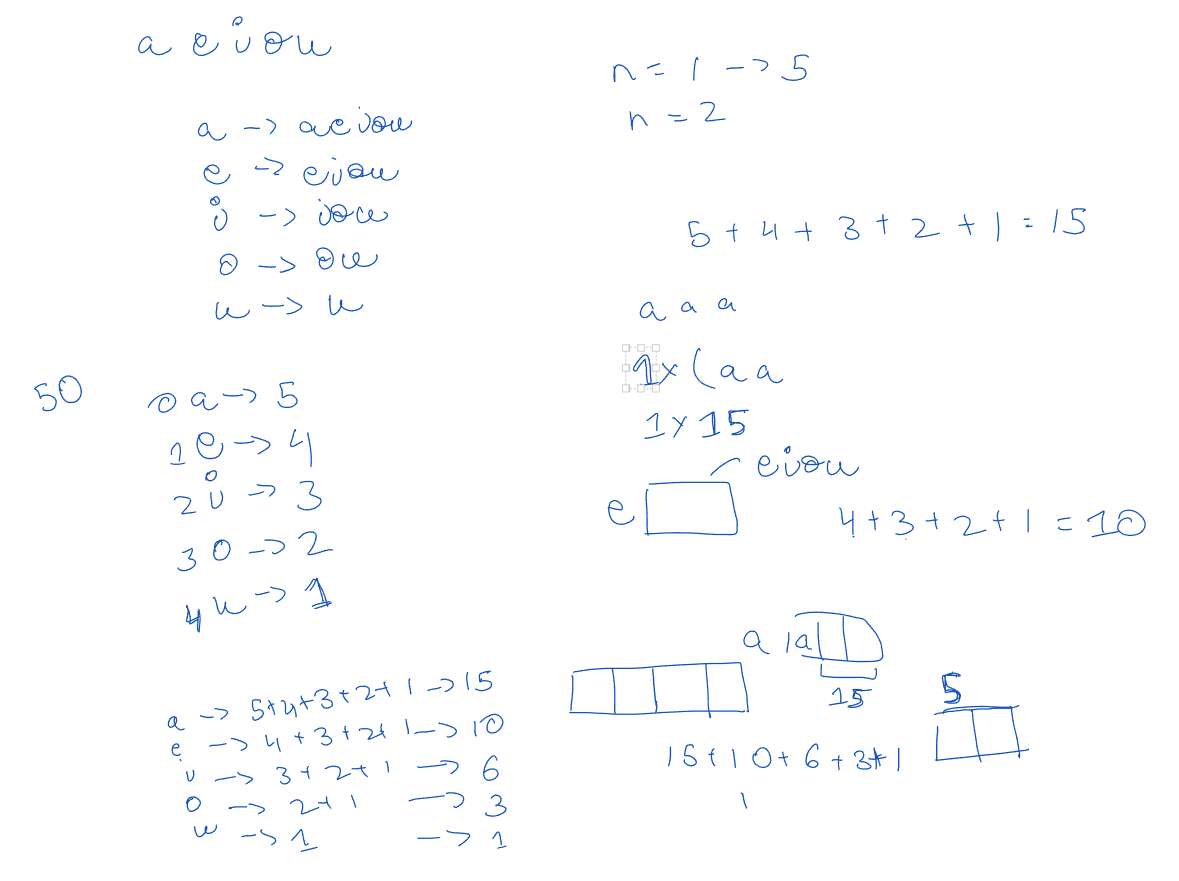 a e i o u
a -> aeiou
e -> eiou
i -> iou
o -> ou
u -> u
50
0 a -> 5
1 e -> 4
2 i -> 3
3 o -> 2
4 u -> 1
a -> 5+4+3+2+1 -> 15
e -> 4+3+2+1 -> 10
i -> 3+2+1 -> 6
o -> 2+1 -> 3
u -> 1 -> 1
n = 1 -> 5
n = 2
5 + 4 + 3 + 2 + 1 = 15
a a a
1x (a a
1 x 15
eiou
e
4 + 3 + 2 + 1 = 10
a a
15
5
15 + 10 + 6 + 3 + 1
1